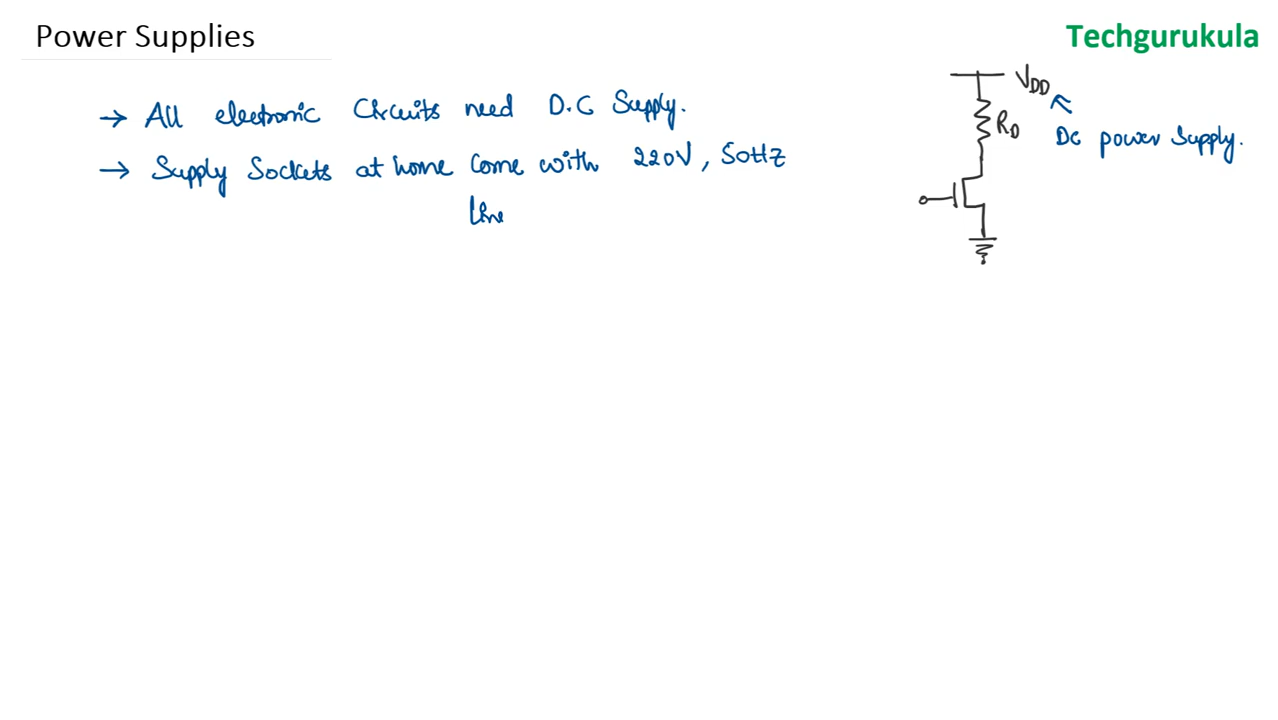 Power Supplies
Techgurukula
→ All electronic Circuits need D.C Supply.
→ Supply Sockets at home come with 220V, 50Hz
line
VDD
RD
DC power Supply.